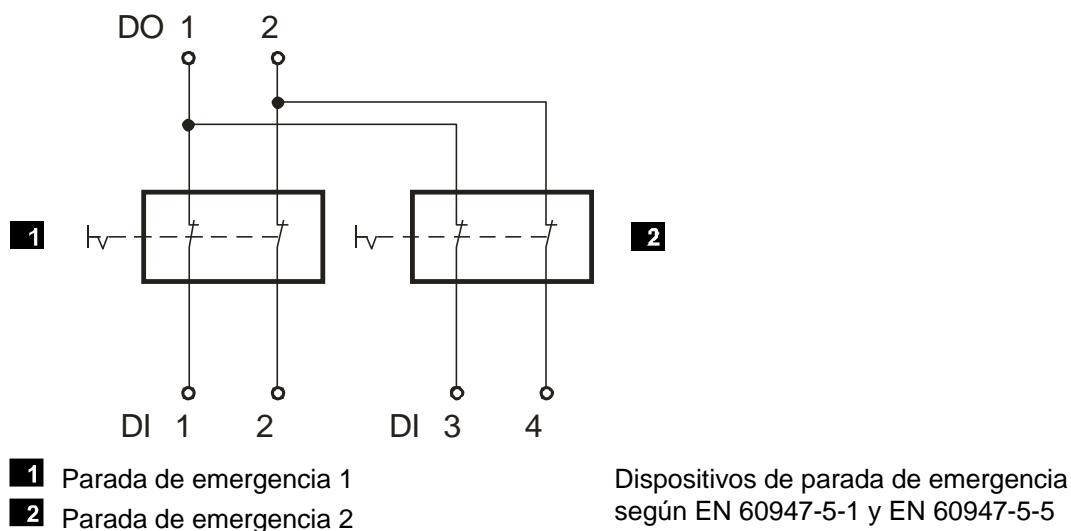 DO 1 2
1
2
DI 1 2 DI 3 4
1 Parada de emergencia 1
2 Parada de emergencia 2
Dispositivos de parada de emergencia
según EN 60947-5-1 y EN 60947-5-5